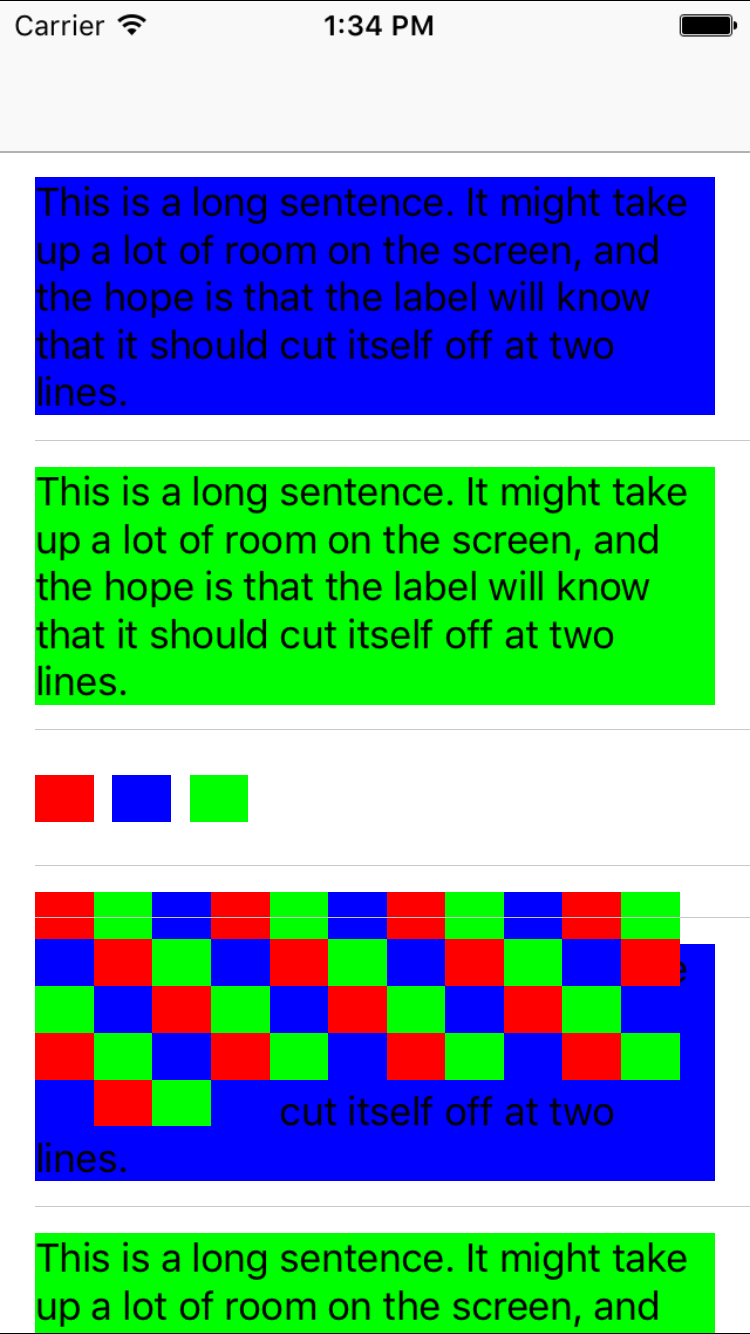 Carrier 1:34 PM
This is a long sentence. It might take
up a lot of room on the screen, and
the hope is that the label will know
that it should cut itself off at two
lines.
This is a long sentence. It might take
up a lot of room on the screen, and
the hope is that the label will know
that it should cut itself off at two
lines.
cut itself off at two
lines.
This is a long sentence. It might take
up a lot of room on the screen, and